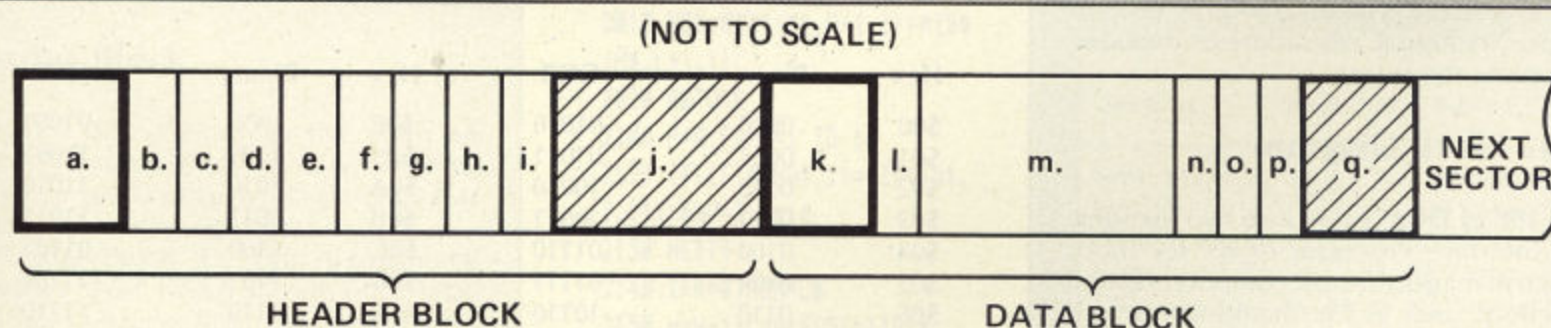 (NOT TO SCALE)
a. b. c. d. e. f. g. h. i. j. k. l. m. n. o. p. q. NEXT SECTOR
HEADER BLOCK DATA BLOCK